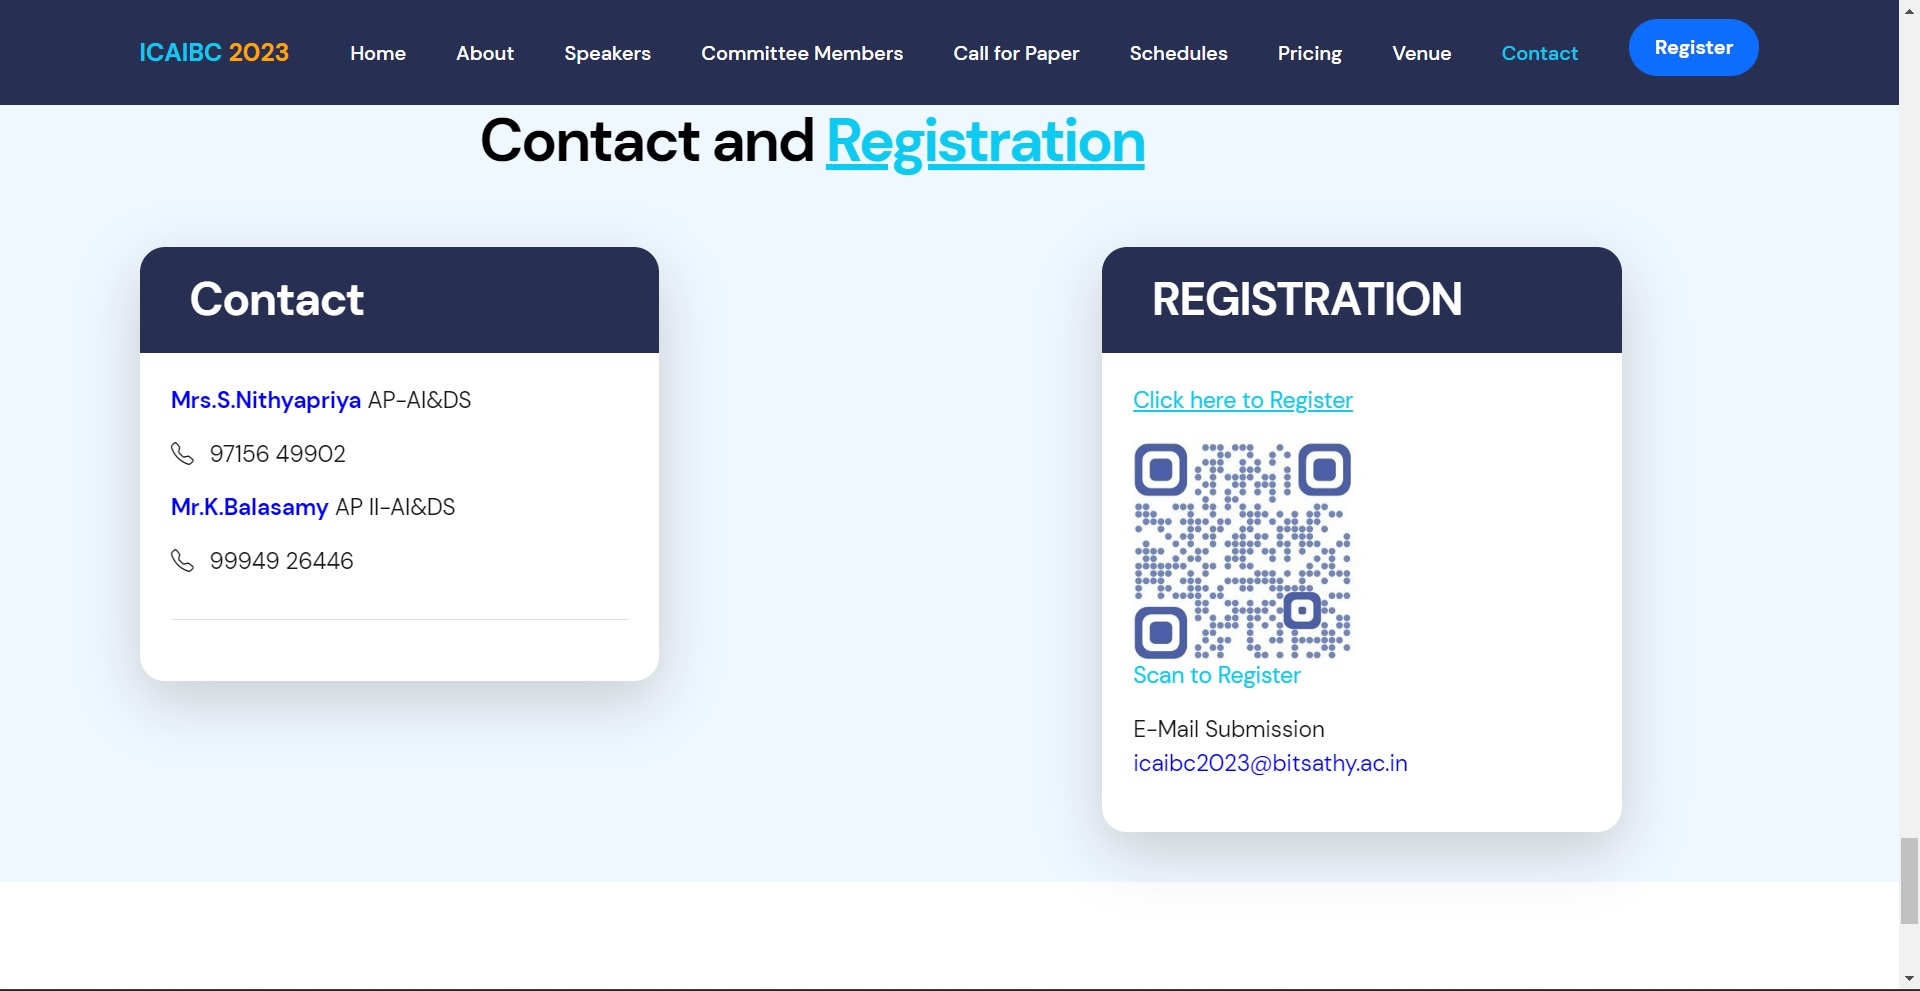 ICAIBC 2023
Home
About
Speakers
Committee Members
Call for Paper
Schedules
Pricing
Venue
Contact
Register
Contact and Registration
Contact
Mrs.S.Nithyapriya AP-AI&DS
97156 49902
Mr.K.Balasamy AP II-AI&DS
99949 26446
REGISTRATION
Click here to Register
Scan to Register
E-Mail Submission
icaibc2023@bitsathy.ac.in